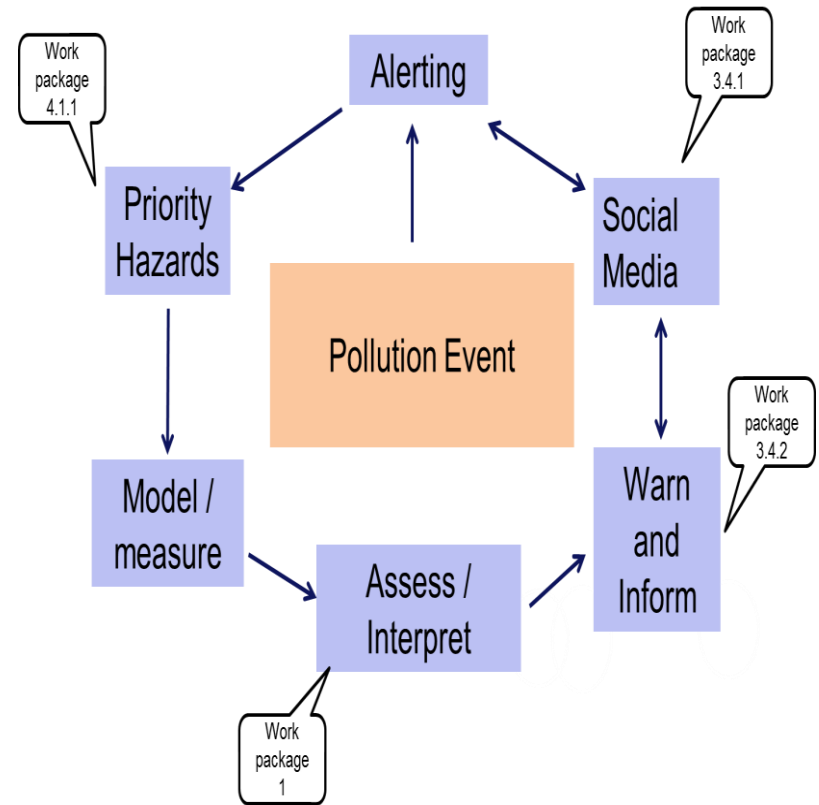 Work
package
4.1.1
Alerting
Work
package
3.4.1
Priority
Hazards
Social
Media
Pollution Event
Work
package
3.4.2
Model /
measure
Warn
and
Inform
Assess /
Interpret
Work
package
1